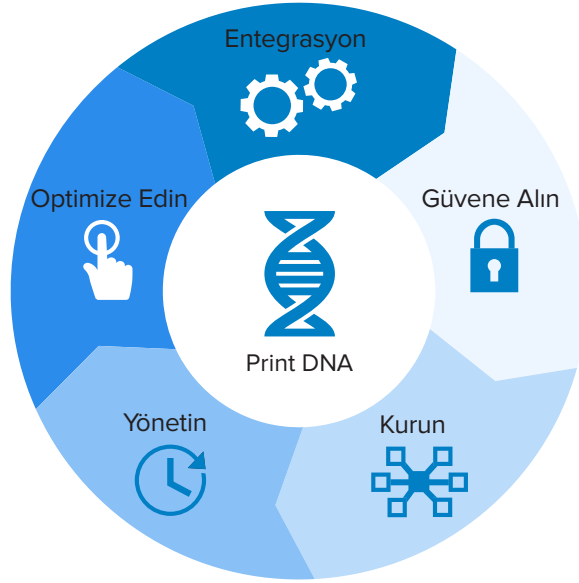 Entegrasyon
Optimize Edin
Güvene Alın
Print DNA
Yönetin
Kurun